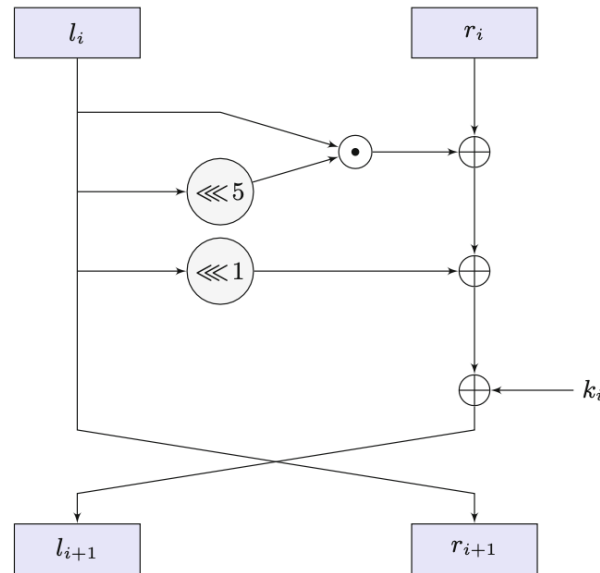 l_i
r_i
⋘ 5
⋘ 1
k_i
l_{i+1}
r_{i+1}